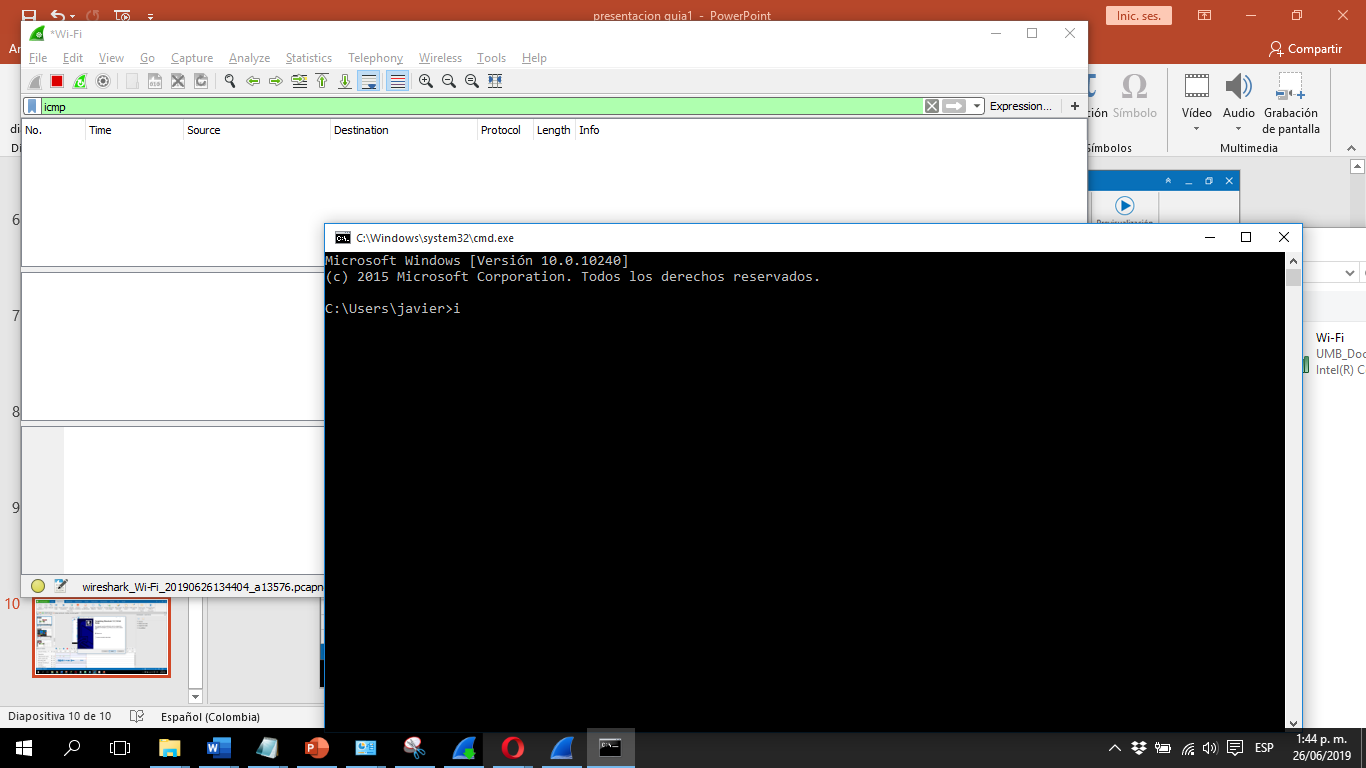 presentacion guia1 - PowerPoint
Inic. ses.
Compartir
*Wi-Fi
File Edit View Go Capture Analyze Statistics Telephony Wireless Tools Help
icmp
Expression...
+
No. Time Source Destination Protocol Length Info
Símbolo
Vídeo
Audio
Grabación
de pantalla
Multimedia
C:\Windows\system32\cmd.exe
Microsoft Windows [Versión 10.0.10240]
(c) 2015 Microsoft Corporation. Todos los derechos reservados.
C:\Users\javier>i
6
7
8
9
10
Wi-Fi
UMB_Doc
Intel(R) C
wireshark_Wi-Fi_20190626134404_a13576.pcapn
Diapositiva 10 de 10
Español (Colombia)
ESP
1:44 p. m.
26/06/2019